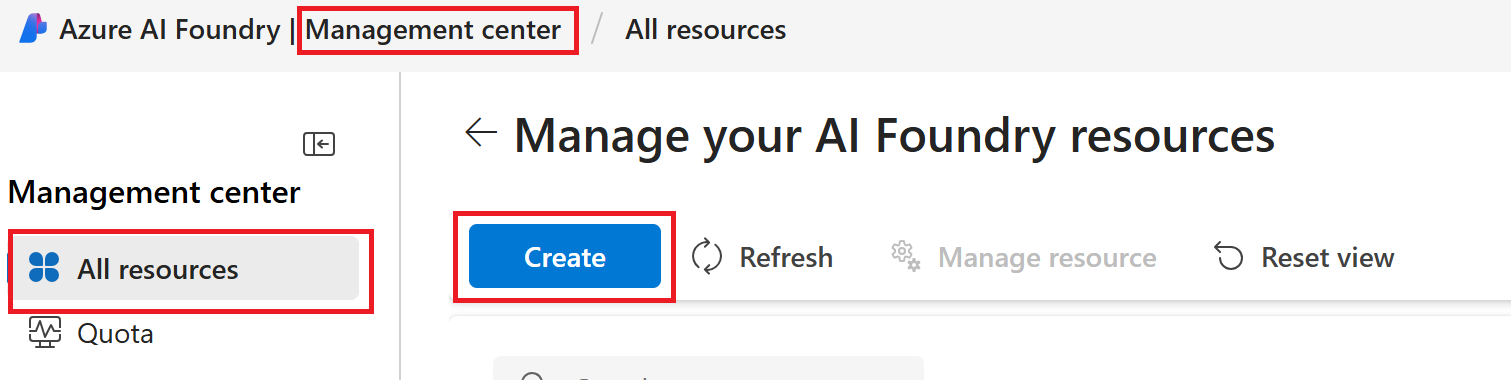 Azure AI Foundry | Management center / All resources
Manage your AI Foundry resources
Management center
Create Refresh Manage resource Reset view
All resources
Quota